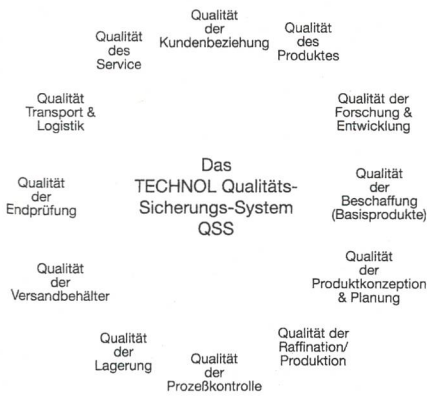 Qualität
der
Kundenbeziehung
Qualität
des
Produktes
Qualität der
Forschung &
Entwicklung
Qualität
der
Beschaffung
(Basisprodukte)
Qualität
der
Produktkonzeption
& Planung
Qualität der
Raffination/
Produktion
Qualität
der
Prozeßkontrolle
Qualität
der
Lagerung
Qualität
der
Versandbehälter
Qualität
der
Endprüfung
Qualität
Transport &
Logistik
Qualität
des
Service
Das
TECHNOL Qualitäts-
Sicherungs-System
QSS